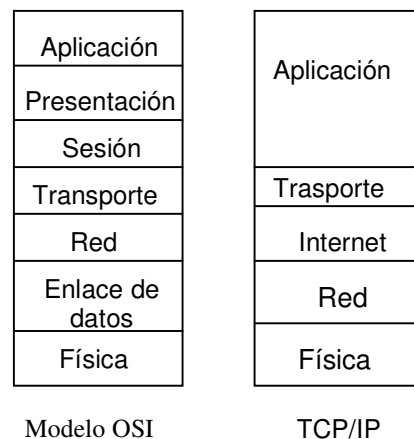 Aplicación
Presentación
Sesión
Transporte
Red
Enlace de
datos
Física
Modelo OSI
Aplicación
Trasporte
Internet
Red
Física
TCP/IP